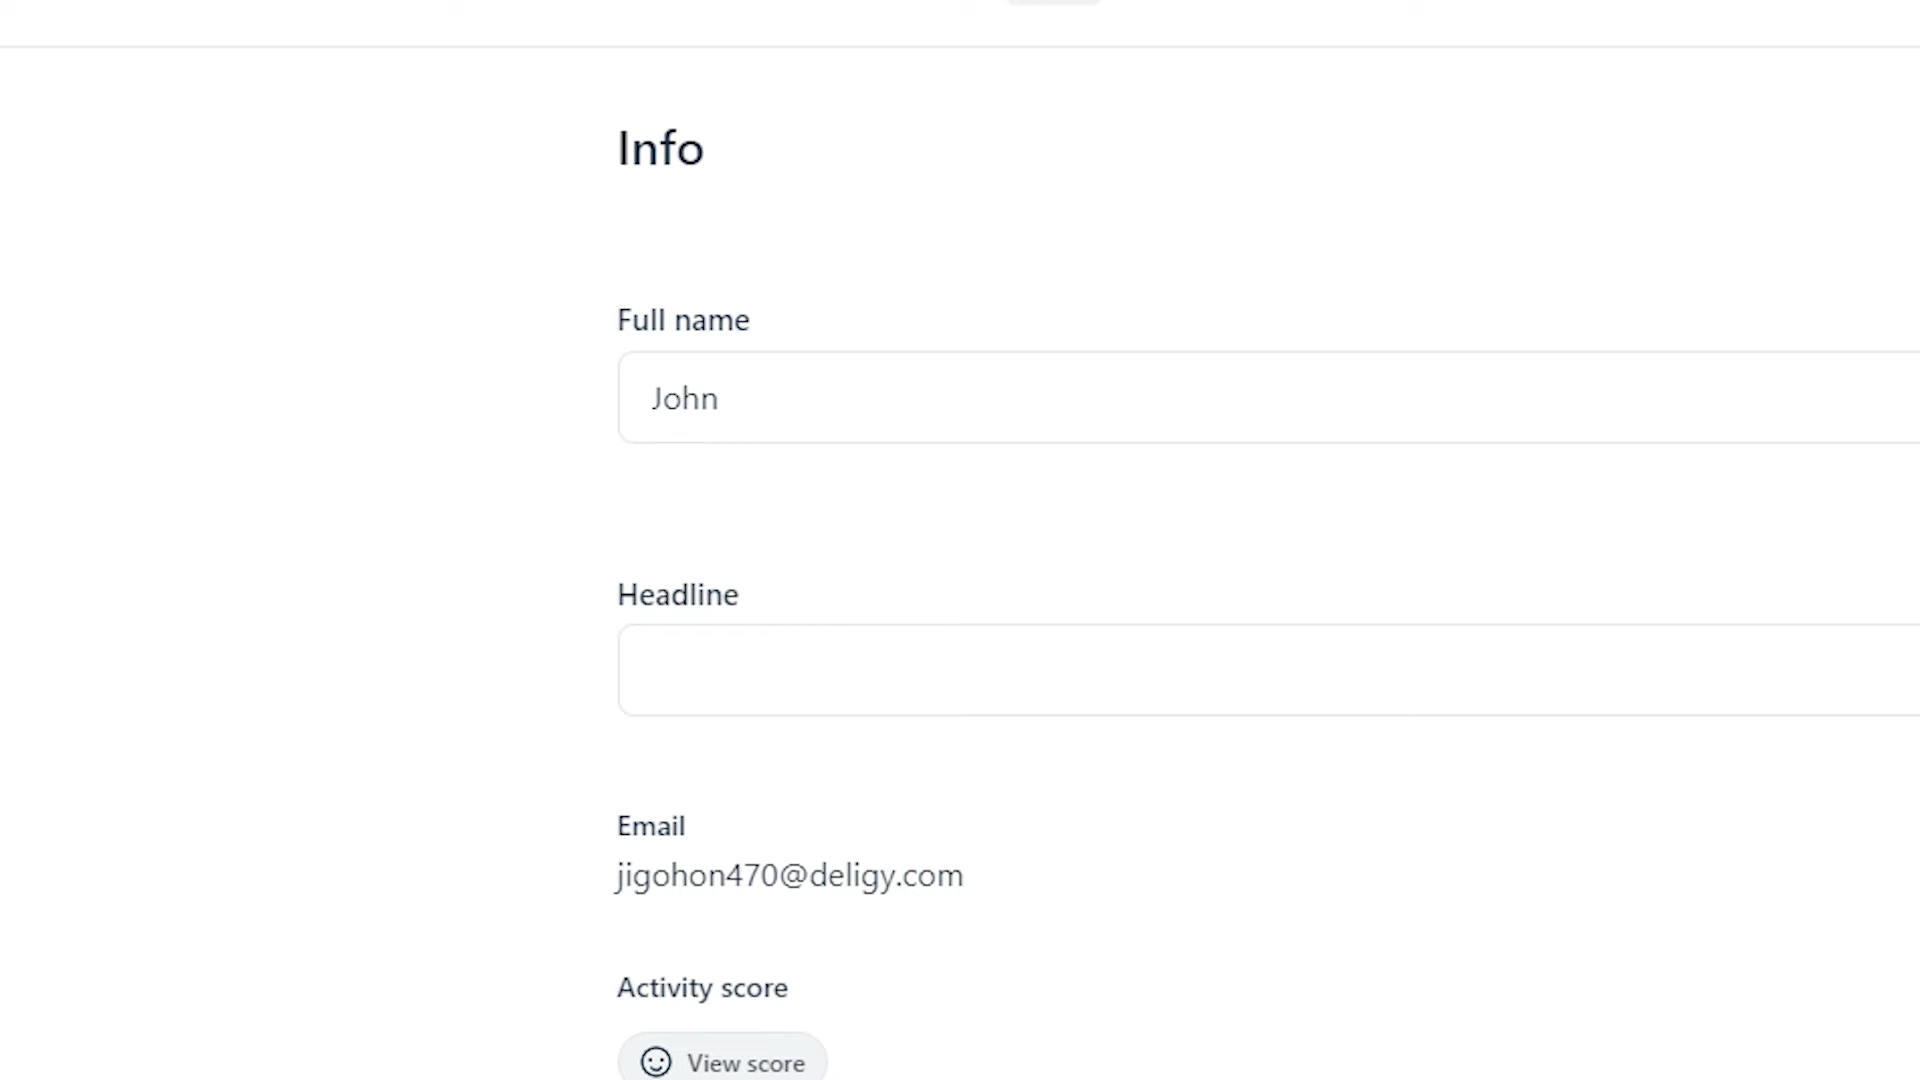 Info
Full name
John
Headline
Email
jigohon470@deligy.com
Activity score
View score